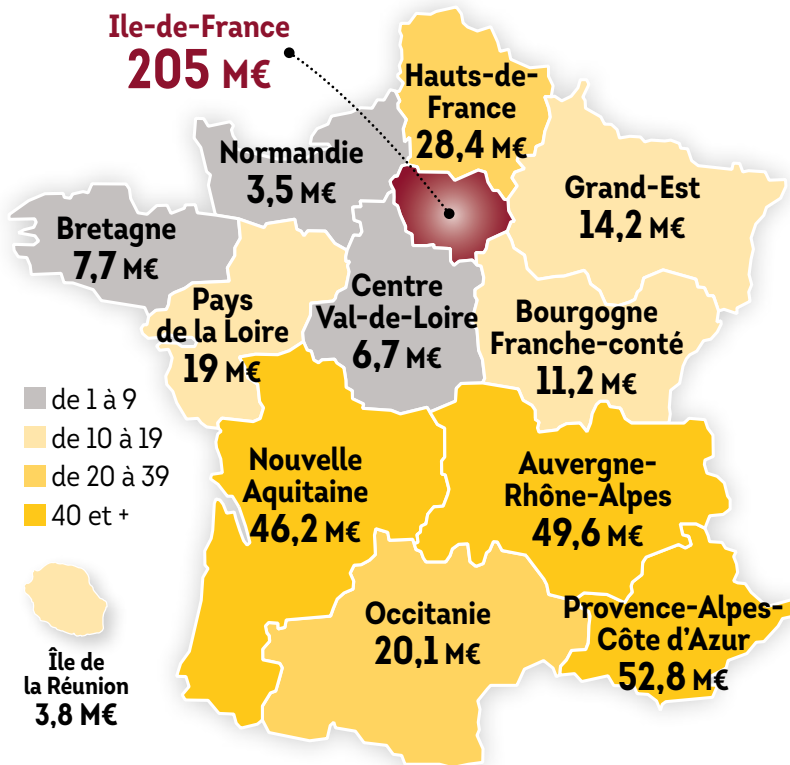 Ile-de-France
205 M€
Hauts-de-
France
28,4 M€
Normandie
3,5 M€
Grand-Est
14,2 M€
Bretagne
7,7 M€
Centre
Val-de-Loire
6,7 M€
Pays
de la Loire
19 M€
Bourgogne
Franche-conté
11,2 M€
de 1 à 9
de 10 à 19
de 20 à 39
40 et +
Nouvelle
Aquitaine
46,2 M€
Auvergne-
Rhône-Alpes
49,6 M€
Occitanie
20,1 M€
Provence-Alpes-
Côte d'Azur
52,8 M€
Île de
la Réunion
3,8 M€